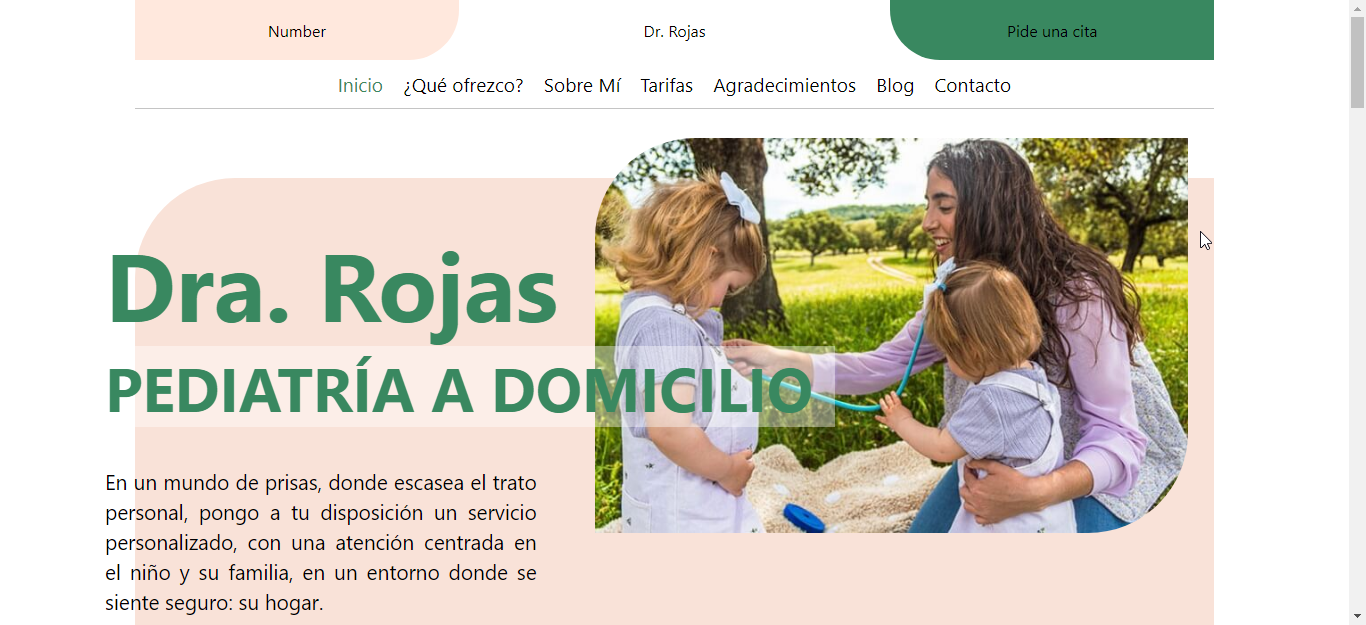 Number
Dr. Rojas
Pide una cita
Inicio ¿Qué ofrezco? Sobre Mí Tarifas Agradecimientos Blog Contacto
Dra. Rojas
PEDIATRÍA A DOMICILIO
En un mundo de prisas, donde escasea el trato
personal, pongo a tu disposición un servicio
personalizado, con una atención centrada en
el niño y su familia, en un entorno donde se
siente seguro: su hogar.